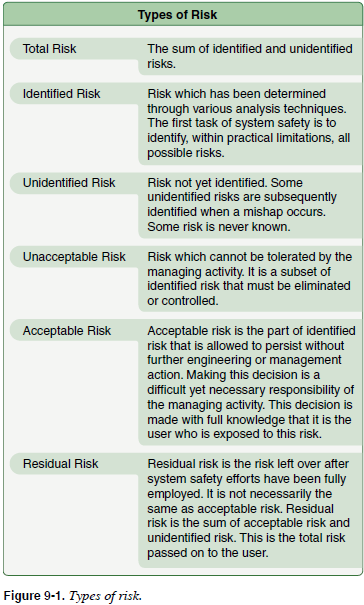 Types of Risk
Total Risk
The sum of identified and unidentified
risks.
Identified Risk
Risk which has been determined
through various analysis techniques.
The first task of system safety is to
identify, within practical limitations, all
possible risks.
Unidentified Risk
Risk not yet identified. Some
unidentified risks are subsequently
identified when a mishap occurs.
Some risk is never known.
Unacceptable Risk
Risk which cannot be tolerated by the
managing activity. It is a subset of
identified risk that must be eliminated
or controlled.
Acceptable Risk
Acceptable risk is the part of identified
risk that is allowed to persist without
further engineering or management
action. Making this decision is a
difficult yet necessary responsibility of
the managing activity. This decision is
made with full knowledge that it is the
user who is exposed to this risk.
Residual Risk
Residual risk is the risk left over after
system safety efforts have been fully
employed. It is not necessarily the
same as acceptable risk. Residual
risk is the sum of acceptable risk and
unidentified risk. This is the total risk
passed on to the user.
Figure 9-1. Types of risk.